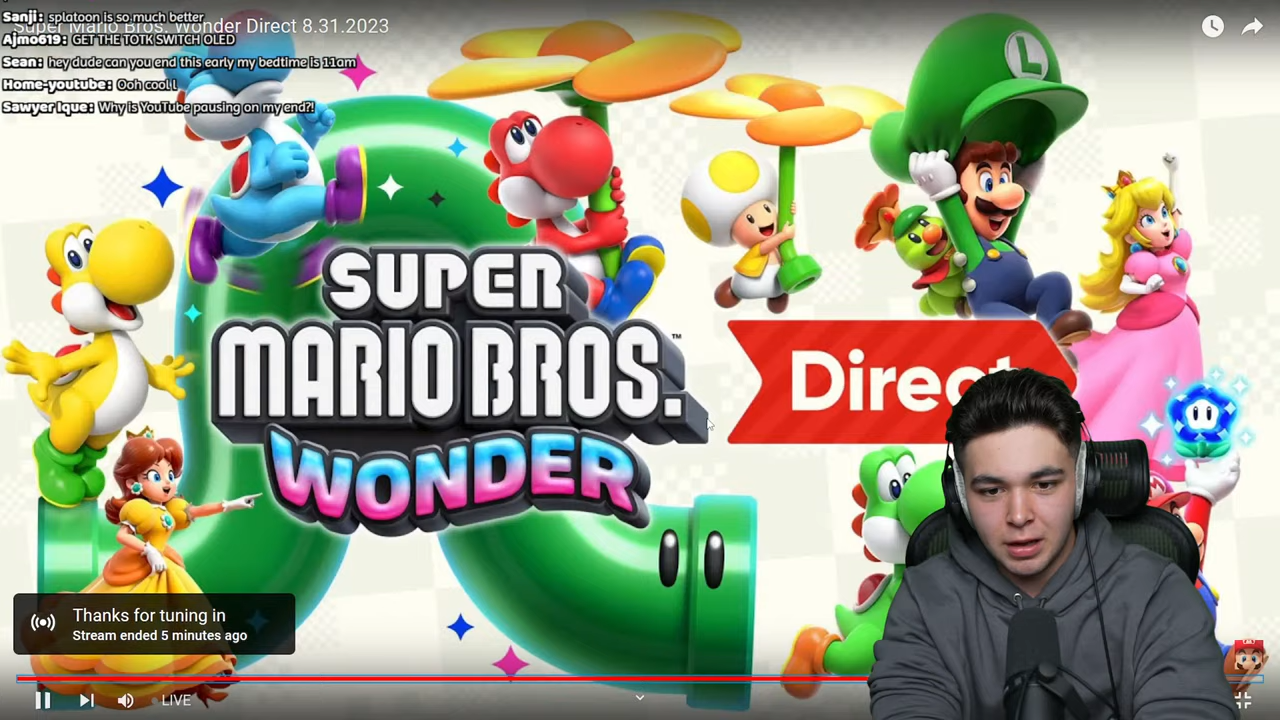 Sanji: splatoon is so much better
Super Mario Bros. Wonder Direct 8.31.2023
Ajmo619: GET THE TOTK SWITCH OLED
Sean: hey dude can you end this early my bedtime is 11am
Home-youtube: Ooh cool!
Sawyer Ique: Why is YouTube pausing on my end?!
L
SUPER
MARIO BROS.™
WONDER
Direct
Thanks for tuning in
Stream ended 5 minutes ago
LIVE